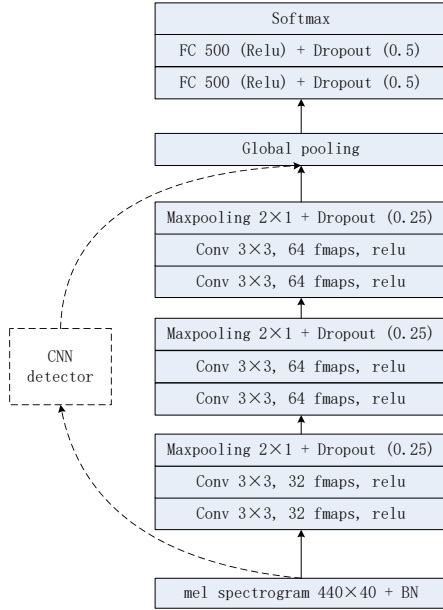 Softmax
FC 500 (Relu) + Dropout (0.5)
FC 500 (Relu) + Dropout (0.5)
Global pooling
Maxpooling 2×1 + Dropout (0.25)
Conv 3×3, 64 fmaps, relu
Conv 3×3, 64 fmaps, relu
Maxpooling 2×1 + Dropout (0.25)
Conv 3×3, 64 fmaps, relu
Conv 3×3, 64 fmaps, relu
CNN
detector
Maxpooling 2×1 + Dropout (0.25)
Conv 3×3, 32 fmaps, relu
Conv 3×3, 32 fmaps, relu
mel spectrogram 440×40 + BN